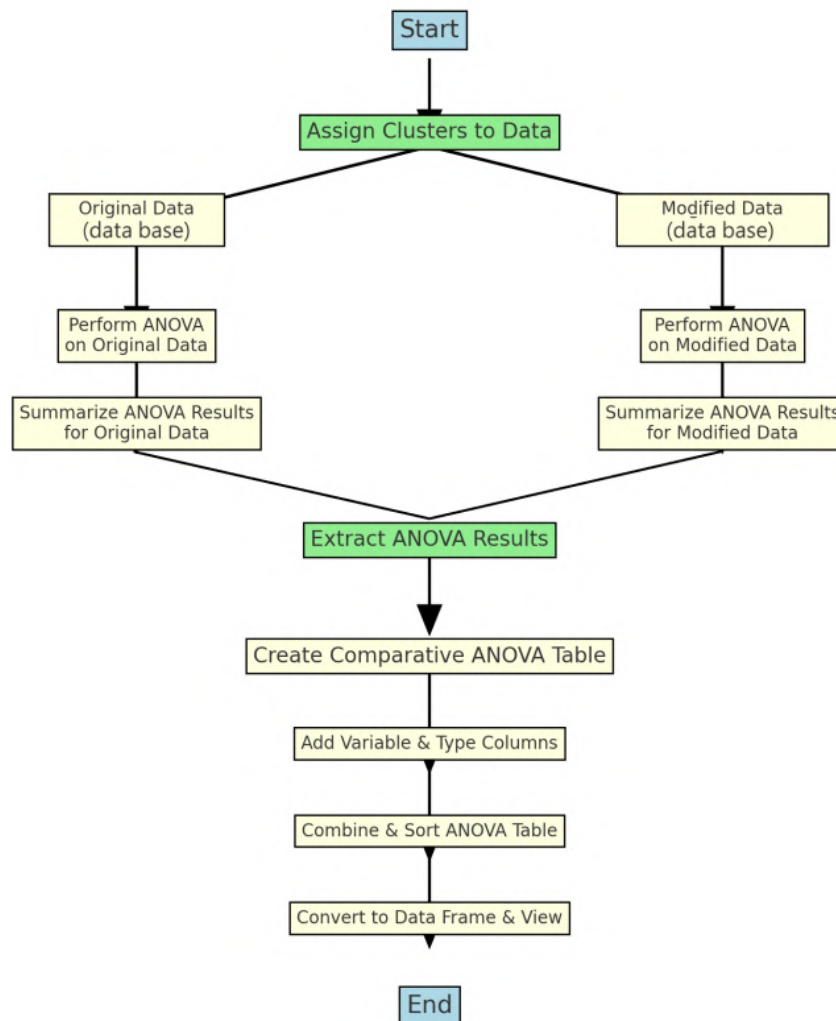 Start
Assign Clusters to Data
Original Data
(data base)
Modified Data
(data base)
Perform ANOVA
on Original Data
Perform ANOVA
on Modified Data
Summarize ANOVA Results
for Original Data
Summarize ANOVA Results
for Modified Data
Extract ANOVA Results
Create Comparative ANOVA Table
Add Variable & Type Columns
Combine & Sort ANOVA Table
Convert to Data Frame & View
End